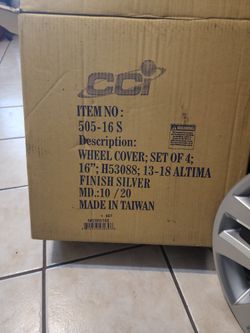 CCI
ITEM NO:
505-16 S
Description:
WHEEL COVER; SET OF 4;
16"; H53088; 13-18 ALTIMA
FINISH SILVER
MD.: 10 / 20
MADE IN TAIWAN